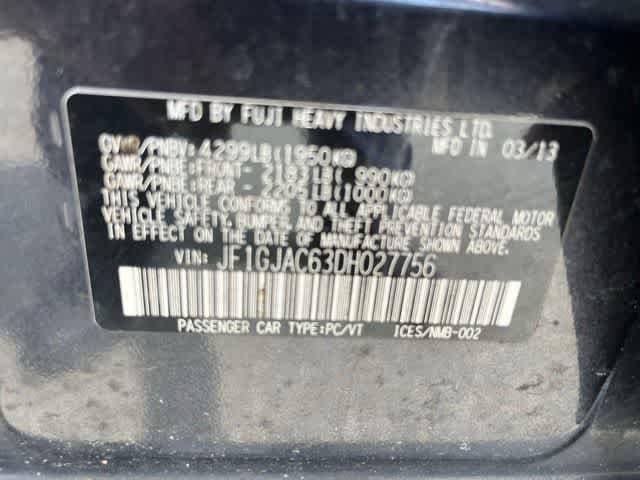 MFD BY FUJI HEAVY INDUSTRIES LTD.
MFD IN 03/13
/PNBV: 4299LB(1950KG)
GAWR/PNBE:FRONT - 2183LB( 990KG)
GAWR/PNBE:REAR - 2205LB(1000KG)
THIS VEHICLE CONFORMS TO ALL APPLICABLE FEDERAL MOTOR
VEHICLE SAFETY, BUMPER, AND THEFT PREVENTION STANDARDS
IN EFFECT ON THE DATE OF MANUFACTURE SHOWN ABOVE.
VIN: JF1GJAC63DH027756
PASSENGER CAR TYPE:PC/VT ICES/NMB-002